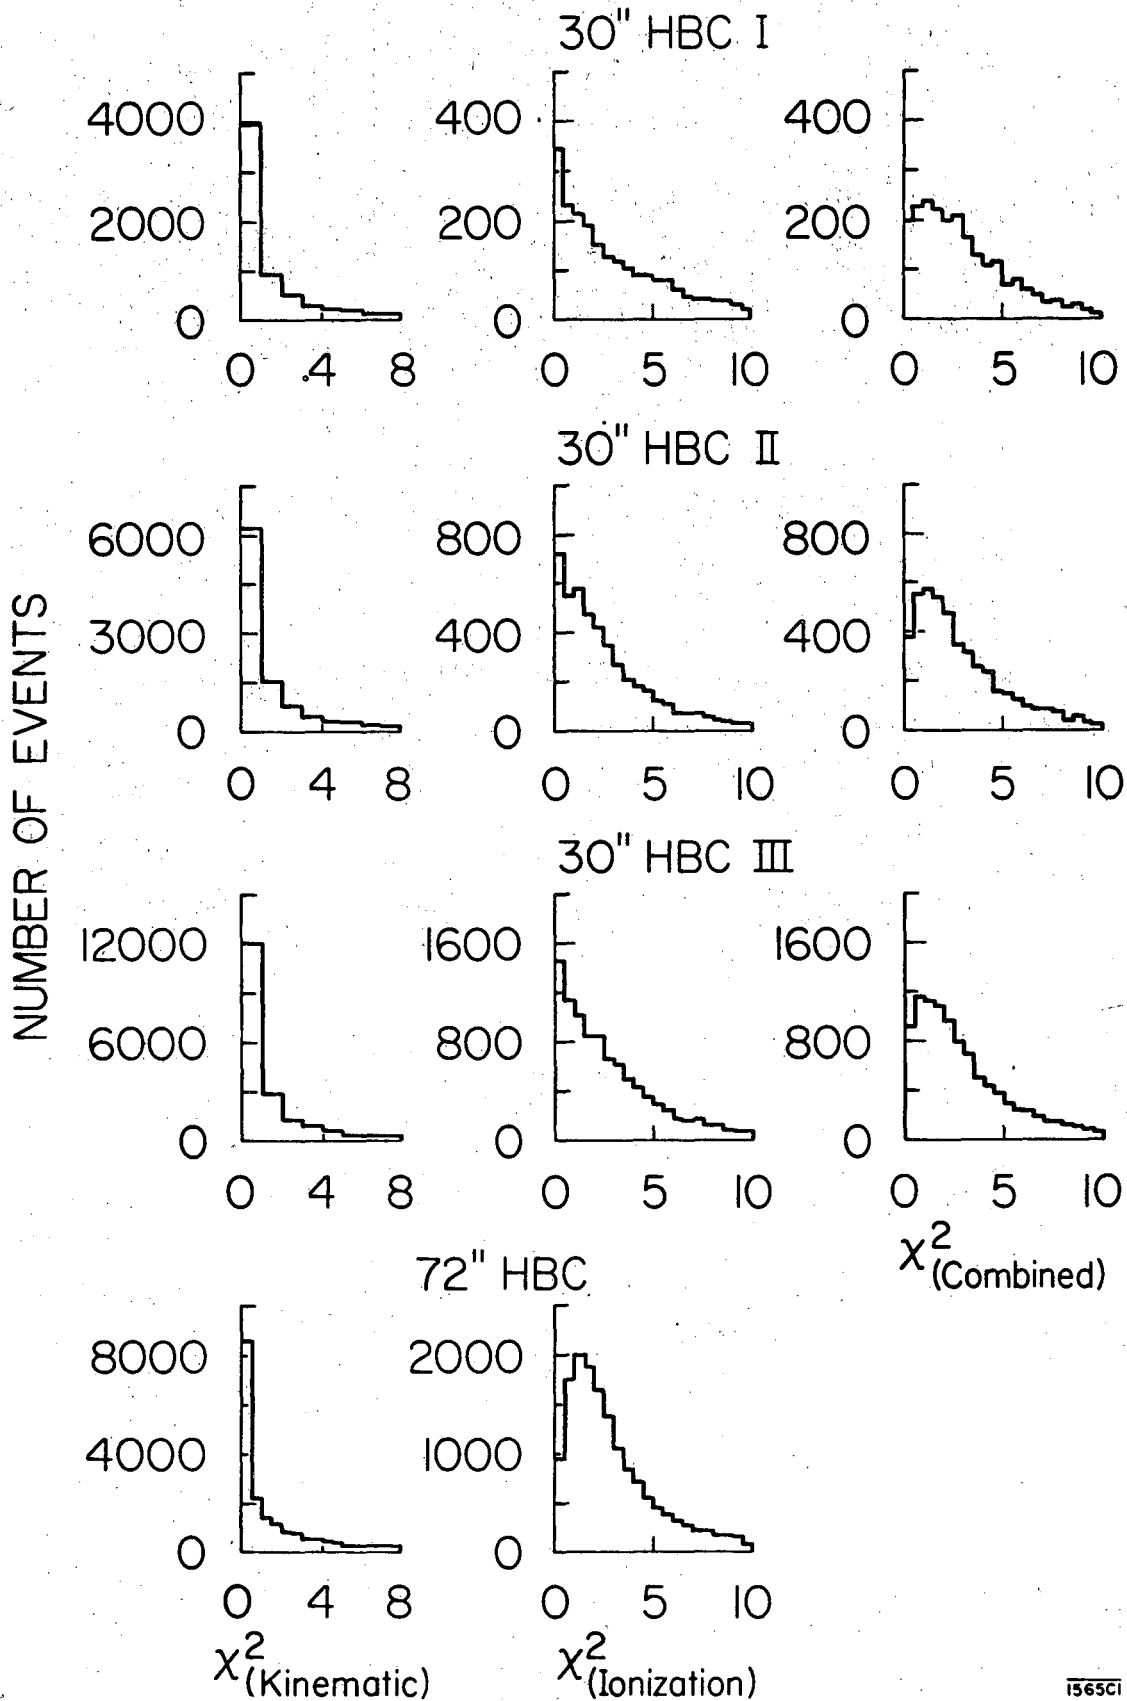 30" HBC I
4000 400 400
2000 200 200
0 0 0
0 .4 8 0 5 10 0 5 10
30" HBC II
6000 800 800
3000 400 400
0 0 0
0 4 8 0 5 10 0 5 10
30" HBC III
12000 1600 1600
6000 800 800
0 0 0
0 4 8 0 5 10 0 5 10
χ²(Combined)
72" HBC
8000 2000
4000 1000
0 0
0 4 8 0 5 10
χ²(Kinematic) χ²(Ionization)
NUMBER OF EVENTS
1565C1